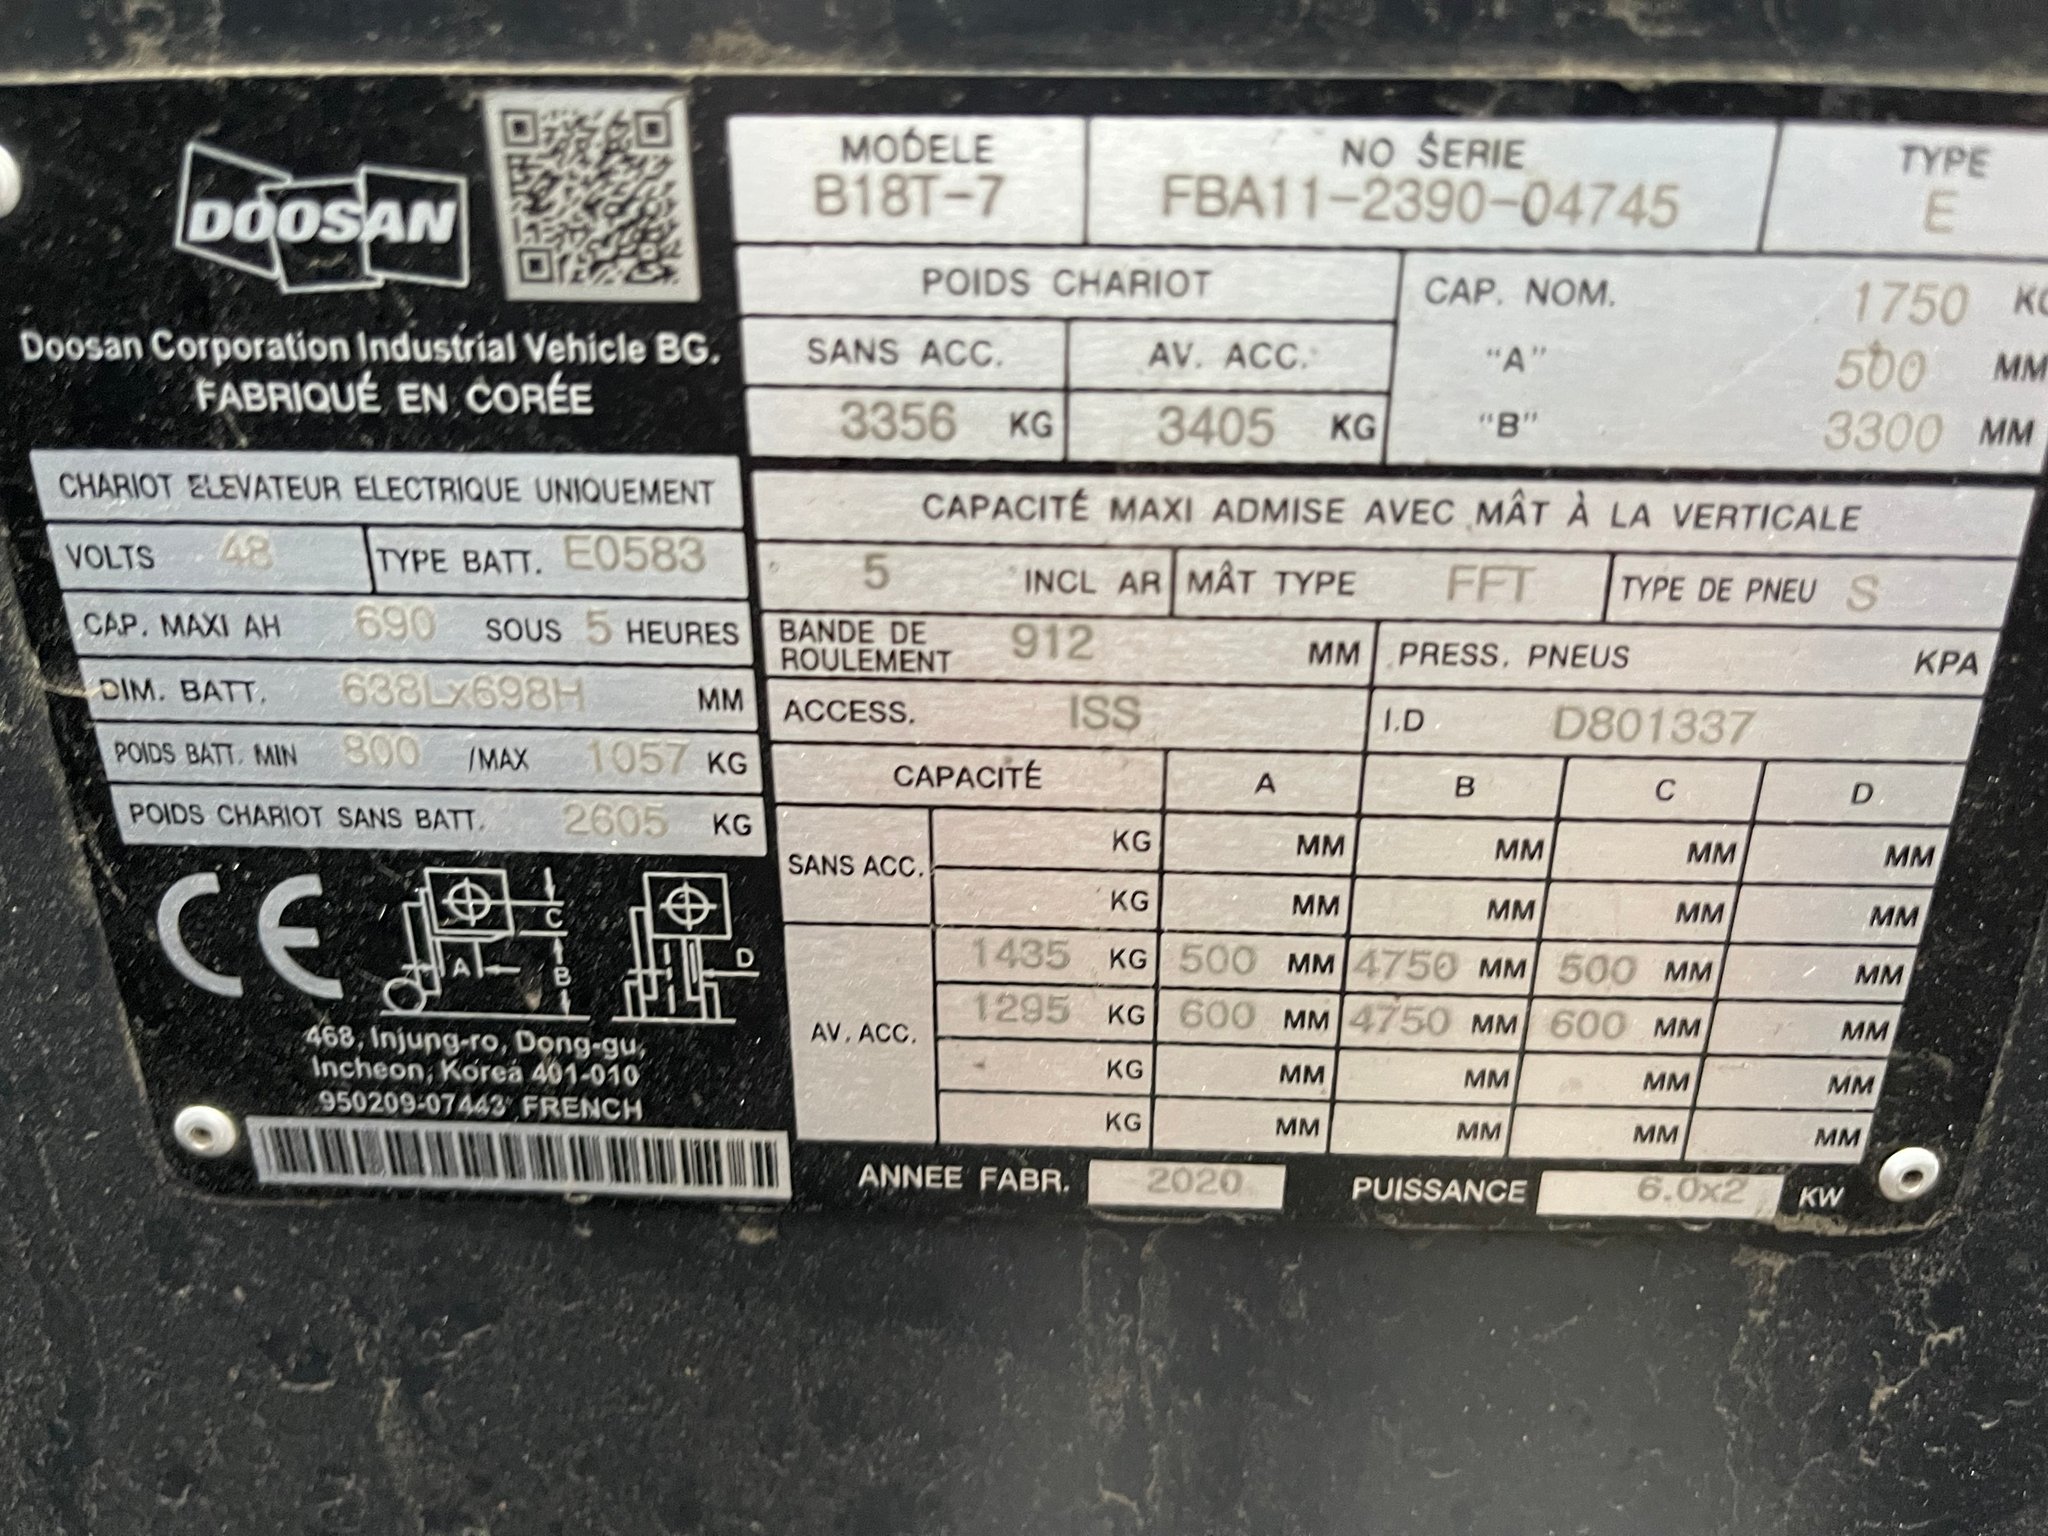 DOOSAN
Doosan Corporation Industrial Vehicle BG.
FABRIQUÉ EN CORÉE
MODÈLE
B18T-7
NO SERIE
FBA11-2390-04745
TYPE
E
POIDS CHARIOT
SANS ACC. AV. ACC.
3356 KG 3405 KG
CAP. NOM. 1750 KG
"A" 500 MM
"B" 3300 MM
CHARIOT ELEVATEUR ELECTRIQUE UNIQUEMENT
VOLTS 48 TYPE BATT. E0583
CAP. MAXI AH 690 SOUS 5 HEURES
DIM. BATT. 638Lx698H MM
POIDS BATT. MIN 800 /MAX 1057 KG
POIDS CHARIOT SANS BATT. 2605 KG
CAPACITÉ MAXI ADMISE AVEC MÂT À LA VERTICALE
5 INCL AR MÂT TYPE FFT TYPE DE PNEU S
BANDE DE ROULEMENT 912 MM PRESS. PNEUS KPA
ACCESS. ISS I.D D801337
CAPACITÉ A B C D
SANS ACC.
KG MM MM MM MM
KG MM MM MM MM
AV. ACC.
1435 KG 500 MM 4750 MM 500 MM MM
1295 KG 600 MM 4750 MM 600 MM MM
KG MM MM MM MM
KG MM MM MM MM
CE
C
A
B
D
468, Injung-ro, Dong-gu,
Incheon, Korea 401-010
950209-07443 FRENCH
ANNEE FABR. 2020 PUISSANCE 6.0x2 KW